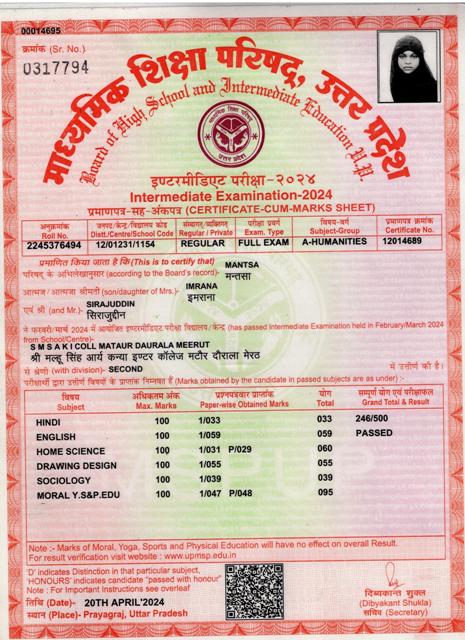 00014695
क्रमांक (Sr. No.)
0317794
माध्यमिक शिक्षा परिषद्, उत्तर प्रदेश
Board of High School and Intermediate Education U.P.
इण्टरमीडिएट परीक्षा-२०२४
Intermediate Examination-2024
प्रमाणपत्र-सह-अंकपत्र (CERTIFICATE-CUM-MARKS SHEET)
अनुक्रमांक जनपद/केन्द्र/विद्यालय कोड संस्थागत/व्यक्तिगत परीक्षा प्रवर्ग विषय-वर्ग प्रमाणपत्र क्रमांक
Roll No. Distt./Centre/School Code Regular / Private Exam. Type Subject-Group Certificate No.
2245376494 12/01231/1154 REGULAR FULL EXAM A-HUMANITIES 12014689
प्रमाणित किया जाता है कि(This is to certify that) MANTSA
परिषद् के अभिलेखानुसार (according to the Board's record)- मन्तसा
आत्मज/आत्मजा श्रीमती (son/daughter of Mrs.)- IMRANA
इमराना
एवं श्री (and Mr.)- SIRAJUDDIN
सिराजुद्दीन
ने फरवरी/मार्च 2024 में आयोजित इण्टरमीडिएट परीक्षा विद्यालय/केन्द्र (has passed Intermediate Examination held in February/March 2024
from School/Centre)-
S M S A K I COLL MATAUR DAURALA MEERUT
श्री मल्हू सिंह आर्य कन्या इण्टर कॉलेज मटौर दौराला मेरठ
से श्रेणी (with division)- SECOND में उत्तीर्ण की है।
परीक्षार्थी द्वारा उत्तीर्ण विषयों के प्राप्तांक निम्नवत हैं (Marks obtained by the candidate in passed subjects are as under) :-
विषय अधिकतम अंक प्रश्नपत्रवार प्राप्तांक योग सम्पूर्ण योग एवं परीक्षाफल
Subject Max. Marks Paper-wise Obtained Marks Total Grand Total & Result
HINDI 100 1/033 033 246/500
ENGLISH 100 1/059 059 PASSED
HOME SCIENCE 100 1/031 P/029 060
DRAWING DESIGN 100 1/055 055
SOCIOLOGY 100 1/039 039
MORAL Y.S&P.EDU 100 1/047 P/048 095
Note :- Marks of Moral, Yoga, Sports and Physical Education will have no effect on overall Result.
For result verification visit website : www.upmsp.edu.in
'D' indicates Distinction in that particular subject,
'HONOURS' indicates candidate "passed with honour"
Note : For Important Instructions see overleaf
तिथि (Date)- 20TH APRIL'2024
स्थान (Place)- Prayagraj, Uttar Pradesh
दिव्यकान्त शुक्ल
(Dibyakant Shukla)
सचिव (Secretary)